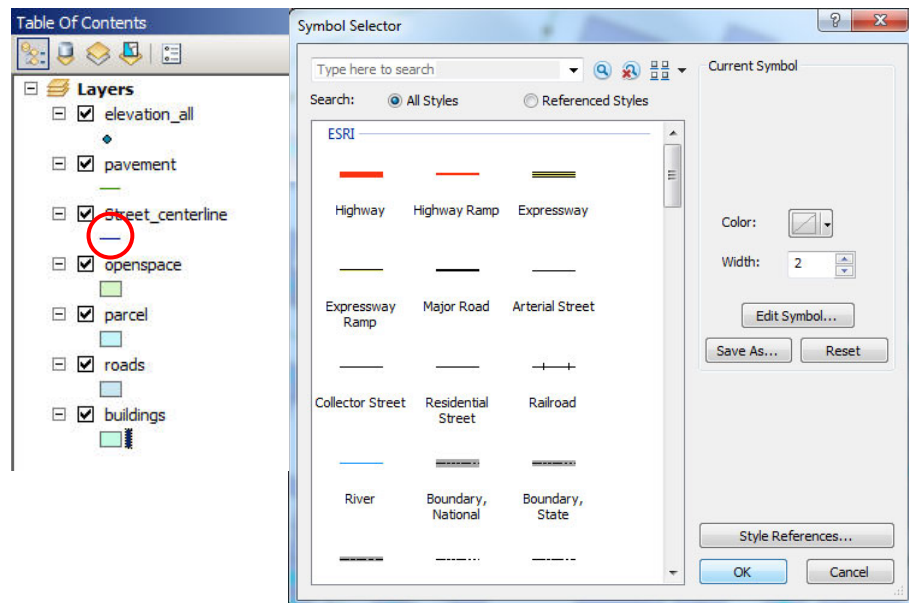 Table Of Contents
Layers
elevation_all
pavement
Street_centerline
openspace
parcel
roads
buildings
Symbol Selector
Type here to search
Search: All Styles Referenced Styles
ESRI
Highway Highway Ramp Expressway
Expressway Major Road Arterial Street
Ramp
Collector Street Residential Railroad
Street
River Boundary, Boundary,
National State
Current Symbol
Color:
Width: 2
Edit Symbol...
Save As... Reset
Style References...
OK Cancel